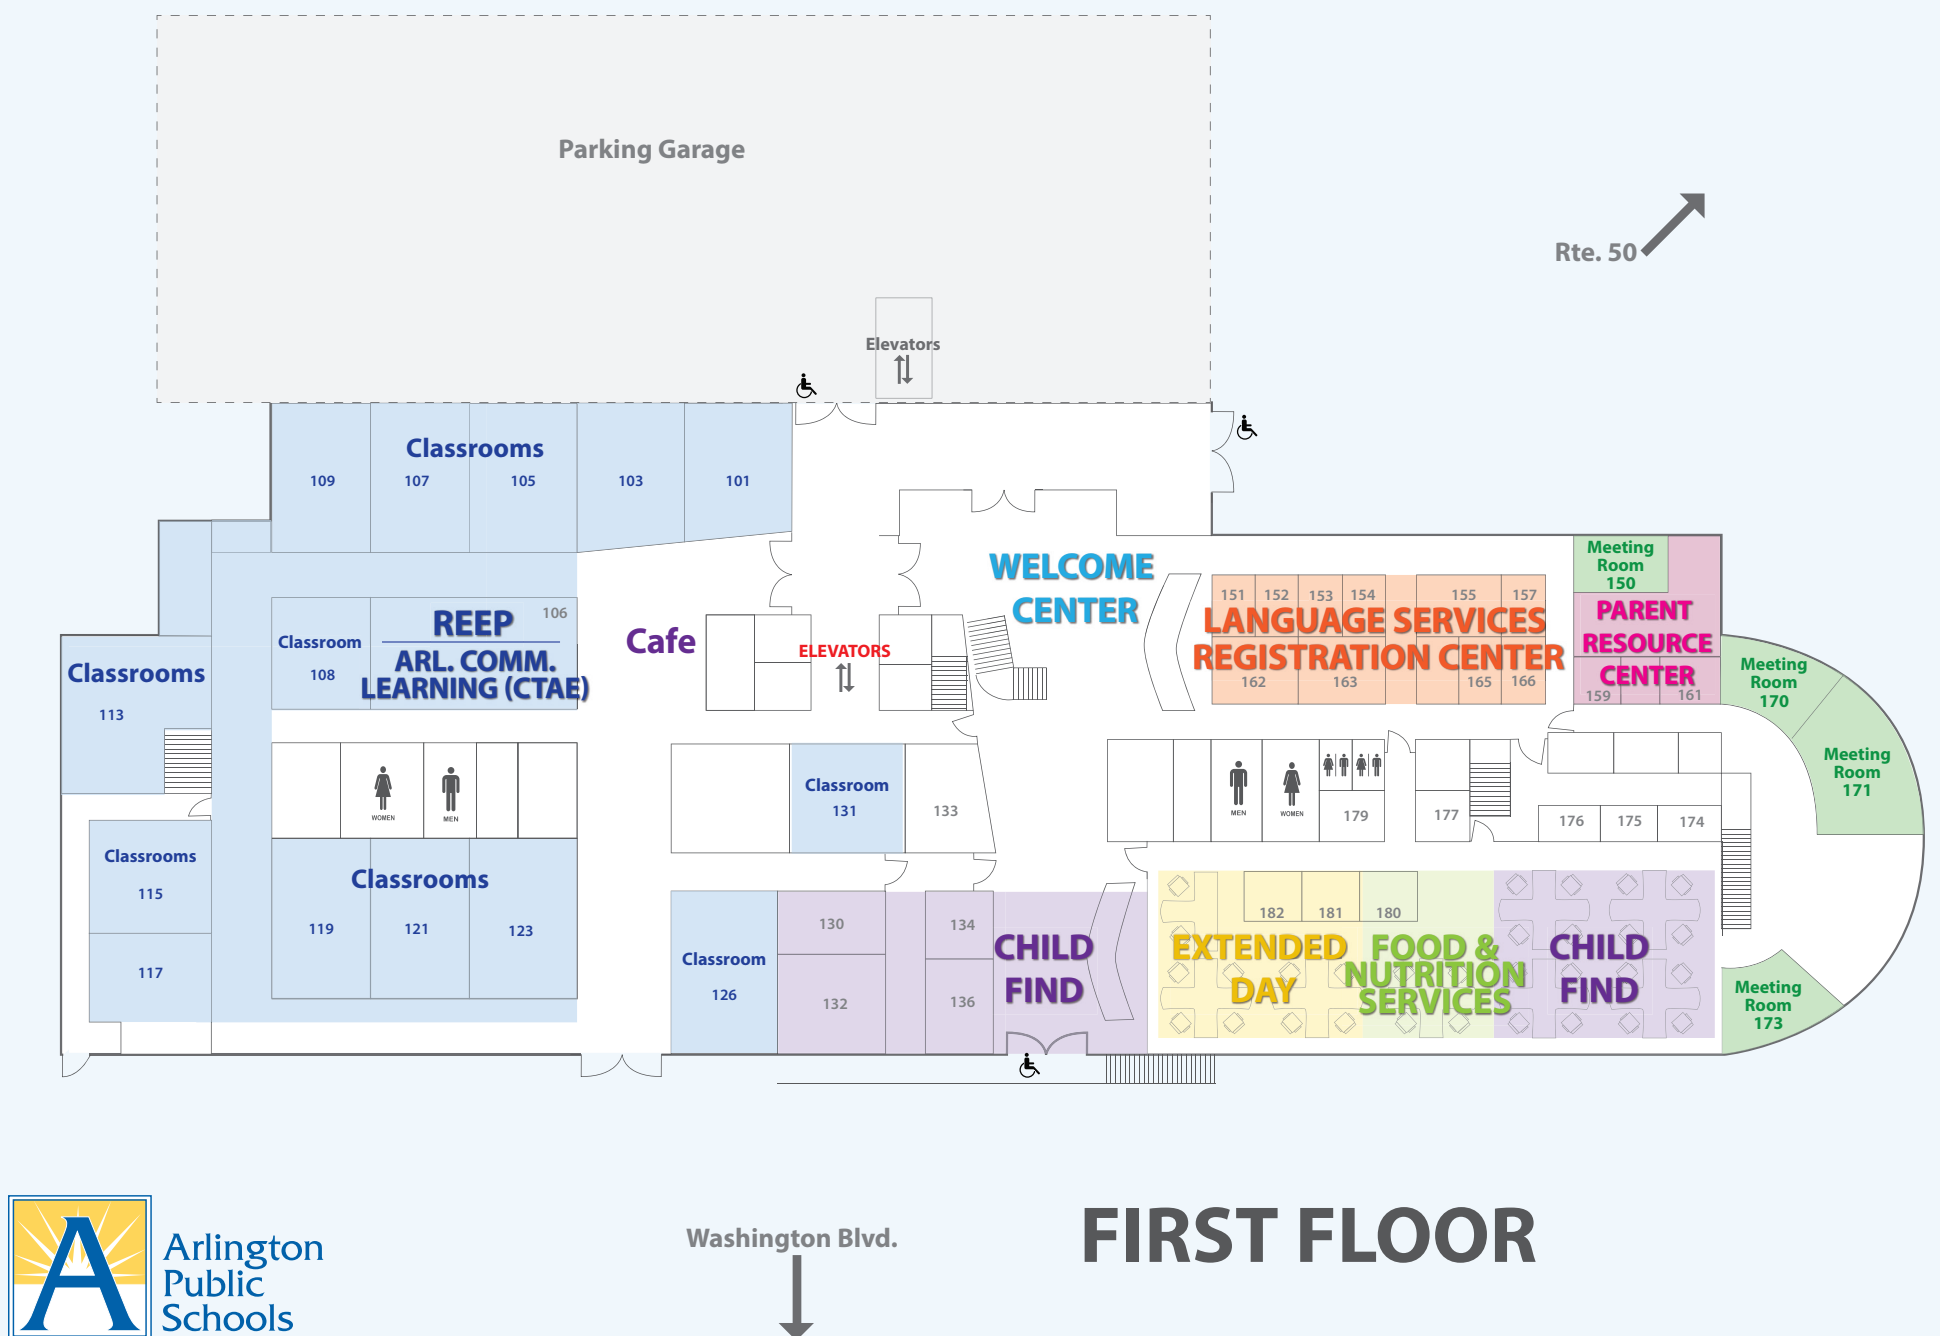 Parking Garage
Rte. 50
Elevators
Classrooms
109
107
105
103
101
WELCOME
CENTER
Meeting
Room
150
151
152
153
154
155
157
LANGUAGE SERVICES
REGISTRATION CENTER
162
163
165
166
PARENT
RESOURCE
CENTER
159
161
Meeting
Room
170
Meeting
Room
171
106
REEP
ARL. COMM.
LEARNING (CTAE)
Classroom
108
Cafe
ELEVATORS
Classrooms
113
WOMEN
MEN
Classroom
131
133
MEN
WOMEN
179
177
176
175
174
Classrooms
115
117
Classrooms
119
121
123
Classroom
126
130
132
134
136
CHILD
FIND
182
181
180
EXTENDED
DAY
FOOD &
NUTRITION
SERVICES
CHILD
FIND
Meeting
Room
173
Arlington
Public
Schools
Washington Blvd.
FIRST FLOOR